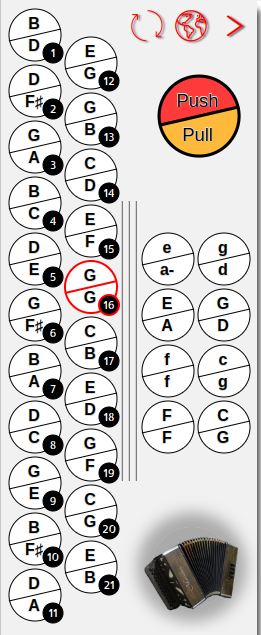 B
D 1
D
F♯ 2
G
A 3
B
C 4
D
E 5
G
F♯ 6
B
A 7
D
C 8
G
E 9
B
F♯ 10
D
A 11
E
G 12
G
B 13
C
D 14
E
F 15
G
G 16
C
B 17
E
D 18
G
F 19
C
G 20
E
B 21
Push
Pull
e g
a- d
E G
A D
f c
f g
F C
F G